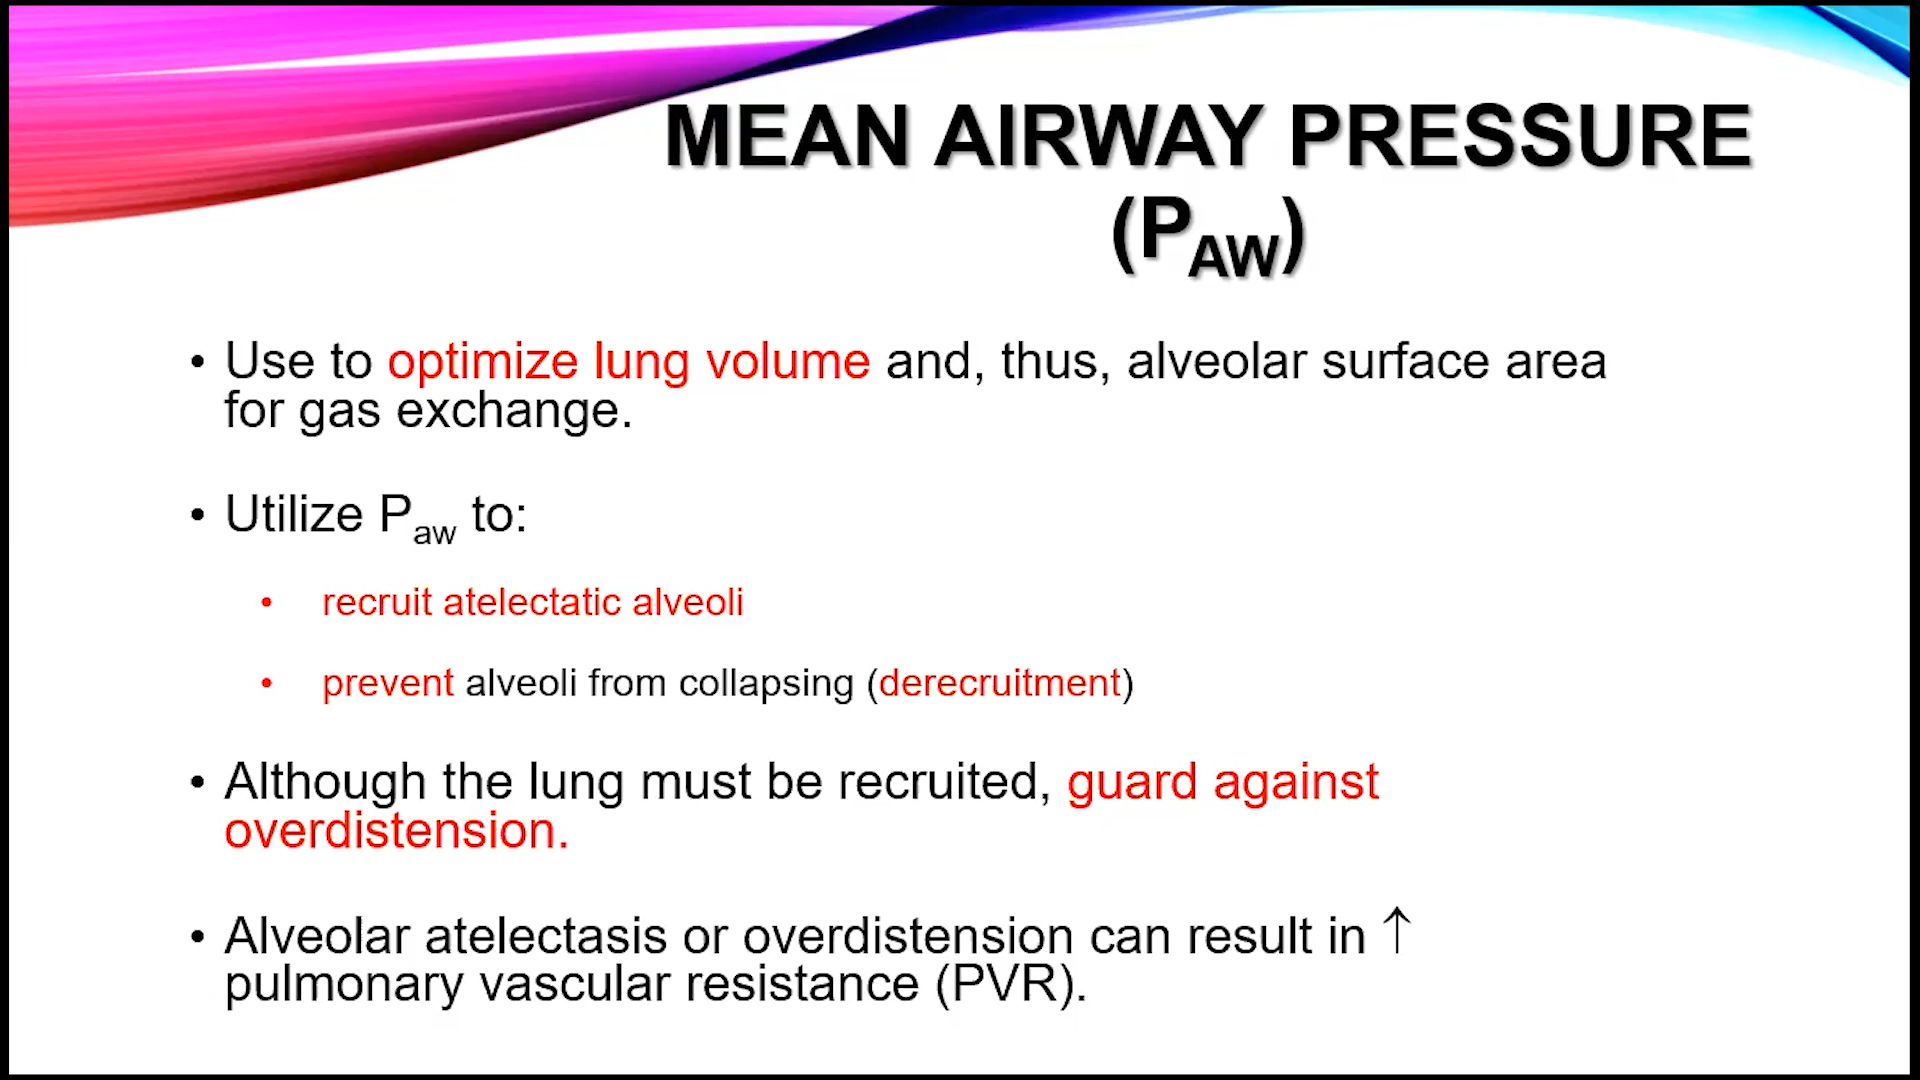 MEAN AIRWAY PRESSURE
(PAW)
• Use to optimize lung volume and, thus, alveolar surface area
for gas exchange.
• Utilize Paw to:
• recruit atelectatic alveoli
• prevent alveoli from collapsing (derecruitment)
• Although the lung must be recruited, guard against
overdistension.
• Alveolar atelectasis or overdistension can result in ↑
pulmonary vascular resistance (PVR).